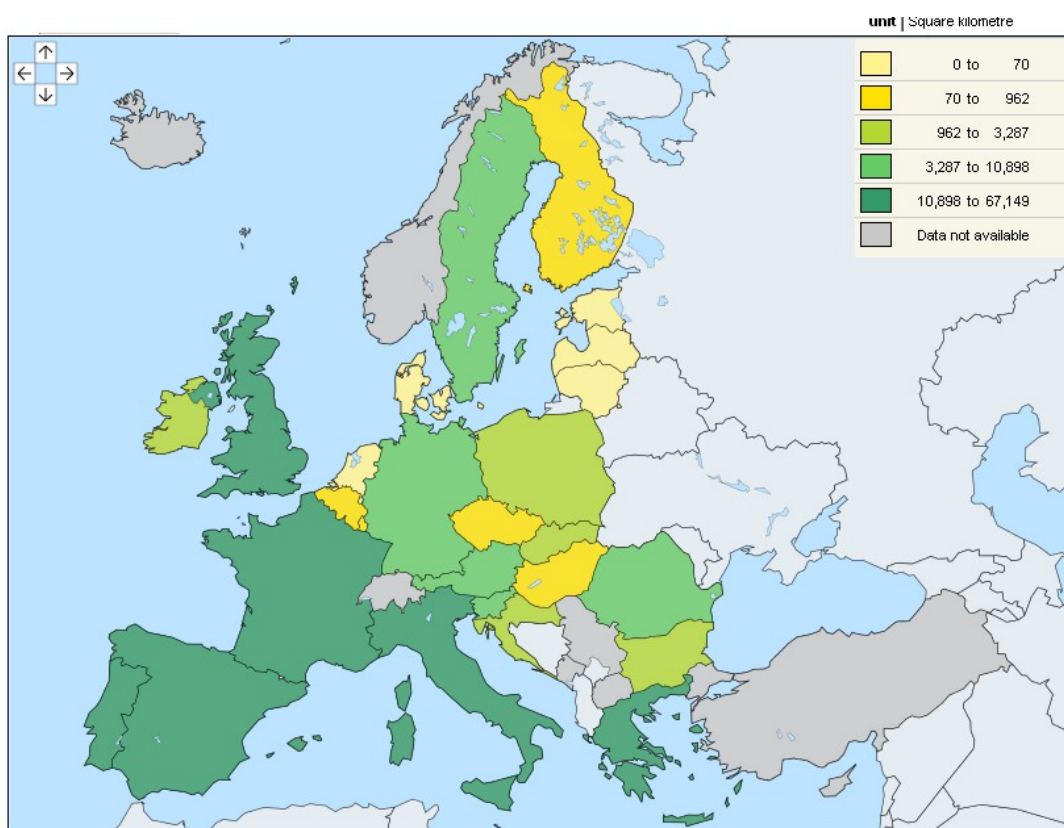 unit | Square kilometre
0 to 70
70 to 962
962 to 3,287
3,287 to 10,898
10,898 to 67,149
Data not available